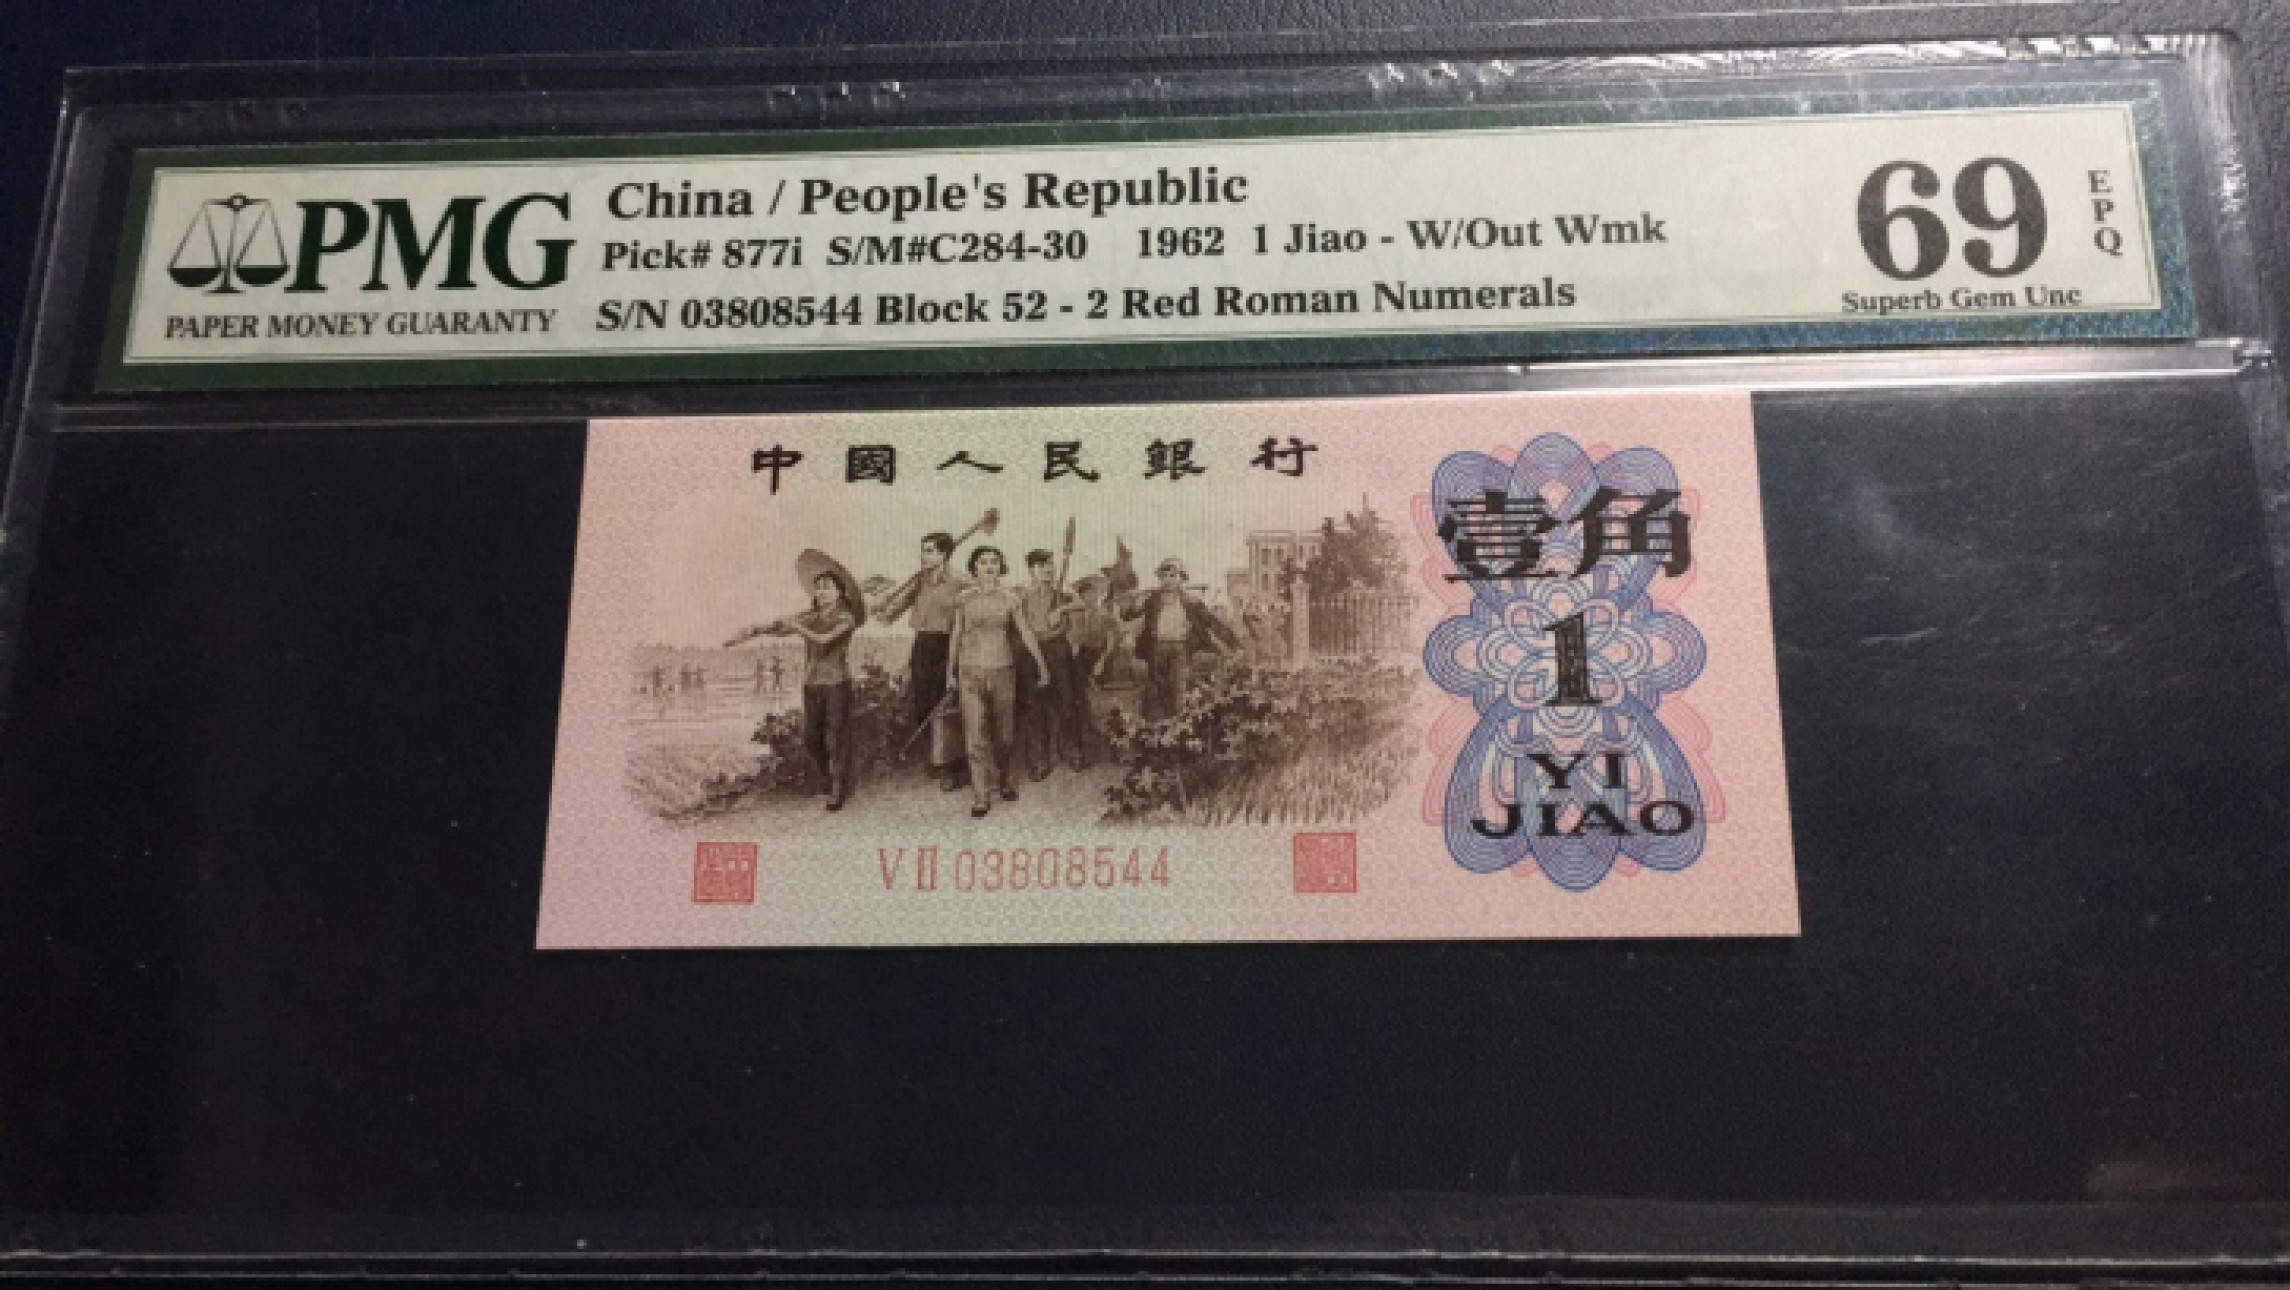 PMG
PAPER MONEY GUARANTY
China / People's Republic
Pick# 877i S/M#C284-30 1962 1 Jiao - W/Out Wmk
S/N 03808544 Block 52 - 2 Red Roman Numerals
69
EPQ
Superb Gem Unc
中國人民銀行
壹角
1
YI
JIAO
V II 03808544